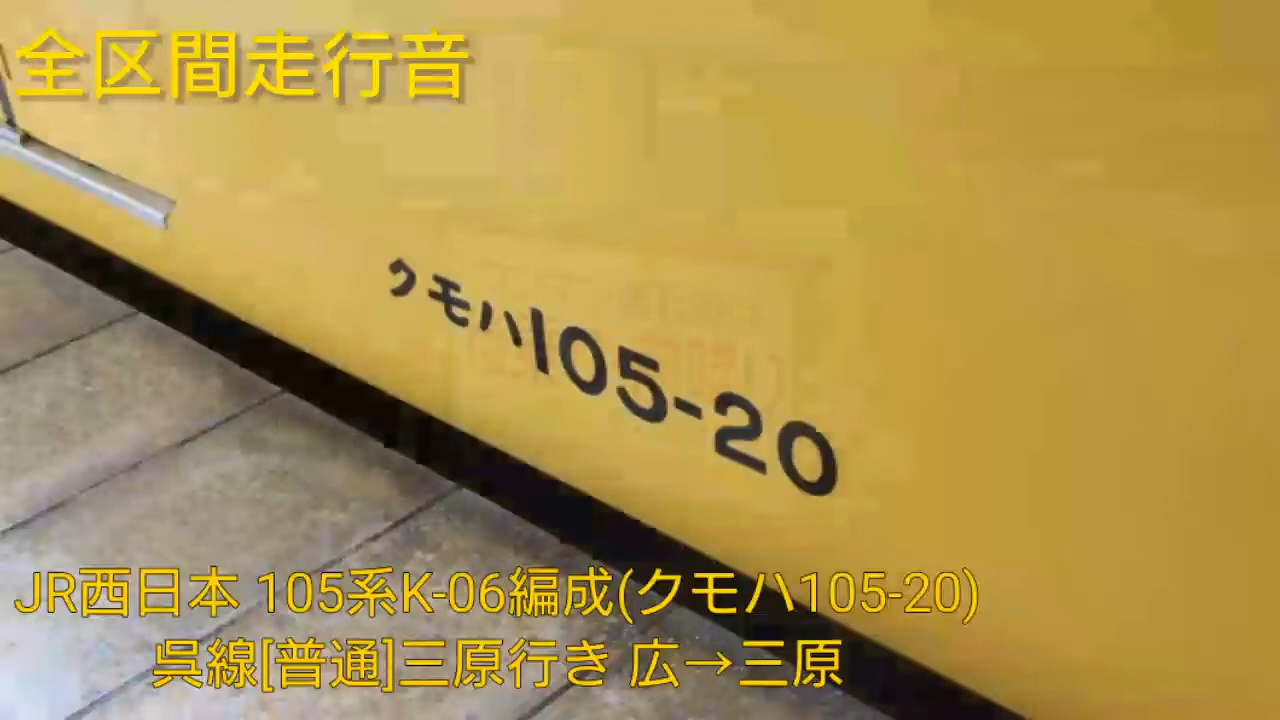 全区間走行音
クモハ105-20
JR西日本 105系K-06編成(クモハ105-20)
呉線[普通]三原行き 広→三原